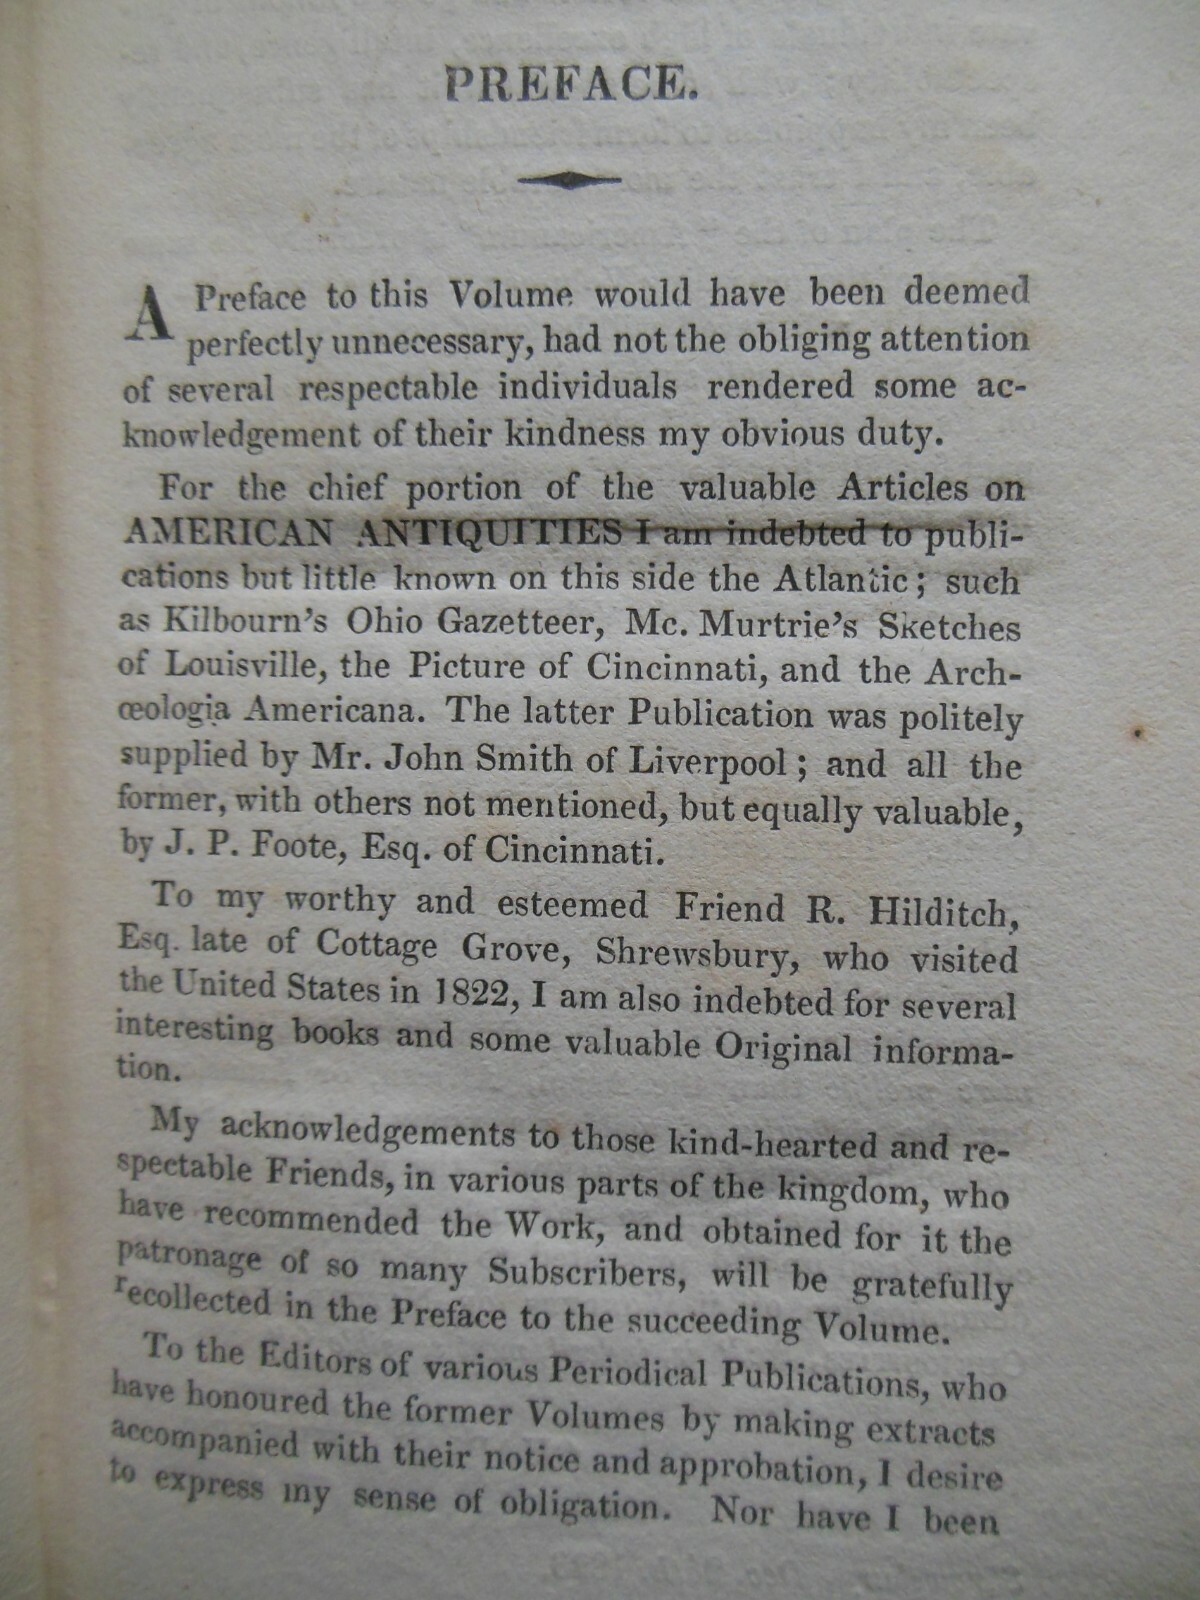 PREFACE.
A Preface to this Volume would have been deemed
perfectly unnecessary, had not the obliging attention
of several respectable individuals rendered some ac-
knowledgement of their kindness my obvious duty.
For the chief portion of the valuable Articles on
AMERICAN ANTIQUITIES I am indebted to publi-
cations but little known on this side the Atlantic; such
as Kilbourn's Ohio Gazetteer, Mc. Murtrie's Sketches
of Louisville, the Picture of Cincinnati, and the Arch-
œologia Americana. The latter Publication was politely
supplied by Mr. John Smith of Liverpool; and all the
former, with others not mentioned, but equally valuable,
by J. P. Foote, Esq. of Cincinnati.
To my worthy and esteemed Friend R. Hilditch,
Esq. late of Cottage Grove, Shrewsbury, who visited
the United States in 1822, I am also indebted for several
interesting books and some valuable Original informa-
tion.
My acknowledgements to those kind-hearted and re-
spectable Friends, in various parts of the kingdom, who
have recommended the Work, and obtained for it the
patronage of so many Subscribers, will be gratefully
recollected in the Preface to the succeeding Volume.
To the Editors of various Periodical Publications, who
have honoured the former Volumes by making extracts
accompanied with their notice and approbation, I desire
to express my sense of obligation. Nor have I been